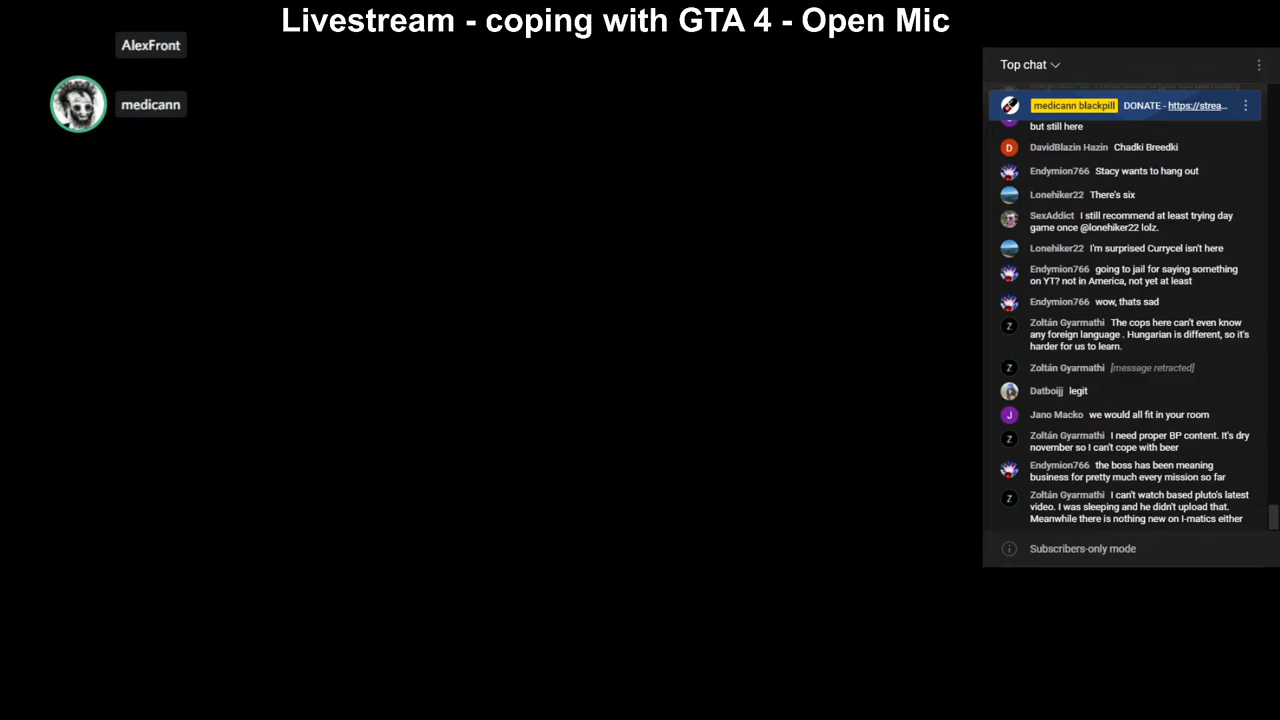 Livestream - coping with GTA 4 - Open Mic
AlexFront
medicann
Top chat
medicann blackpill DONATE - https://strea...
but still here
D DavidBlazin Hazin Chadki Breedki
Endymion766 Stacy wants to hang out
Lonehiker22 There's six
SexAddict I still recommend at least trying day
game once @lonehiker22 lolz.
Lonehiker22 I'm surprised Currycel isn't here
Endymion766 going to jail for saying something
on YT? not in America, not yet at least
Endymion766 wow, thats sad
Z Zoltán Gyarmathi The cops here can't even know
any foreign language . Hungarian is different, so it's
harder for us to learn.
Z Zoltán Gyarmathi [message retracted]
Datboijj legit
J Jano Macko we would all fit in your room
Z Zoltán Gyarmathi I need proper BP content. It's dry
november so I can't cope with beer
Endymion766 the boss has been meaning
business for pretty much every mission so far
Z Zoltán Gyarmathi I can't watch based pluto's latest
video. I was sleeping and he didn't upload that.
Meanwhile there is nothing new on I-matics either
Subscribers-only mode